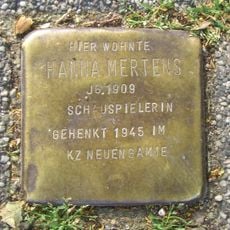 HIER WOHNTE
HANNA MERTENS
JG. 1909
SCHAUSPIELERIN
GEHENKT 1945 IM
KZ NEUENGAMME